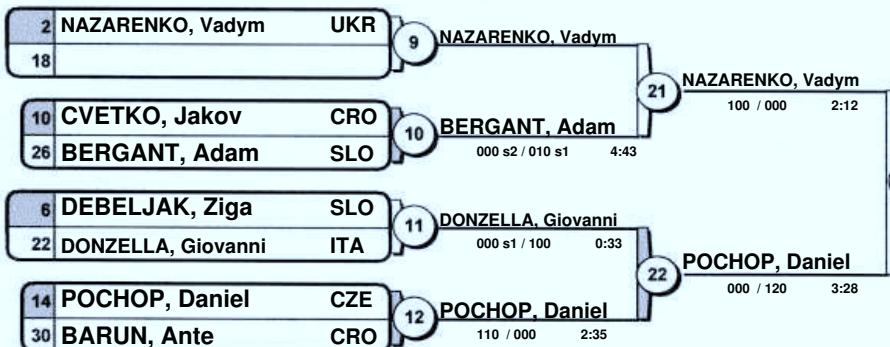 2 NAZARENKO, Vadym UKR
18
9 NAZARENKO, Vadym
10 CVETKO, Jakov CRO
26 BERGANT, Adam SLO
10 BERGANT, Adam
000 s2 / 010 s1 4:43
21 NAZARENKO, Vadym
100 / 000 2:12
6 DEBELJAK, Ziga SLO
22 DONZELLA, Giovanni ITA
11 DONZELLA, Giovanni
000 s1 / 100 0:33
14 POCHOP, Daniel CZE
30 BARUN, Ante CRO
12 POCHOP, Daniel
110 / 000 2:35
22 POCHOP, Daniel
000 / 120 3:28